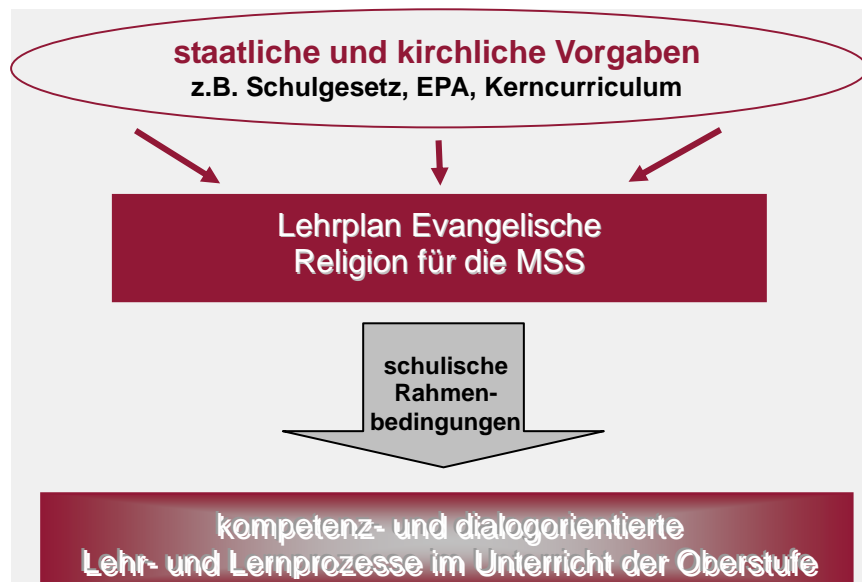 staatliche und kirchliche Vorgaben
z.B. Schulgesetz, EPA, Kerncurriculum
Lehrplan Evangelische
Religion für die MSS
schulische
Rahmen-
bedingungen
kompetenz- und dialogorientierte
Lehr- und Lernprozesse im Unterricht der Oberstufe